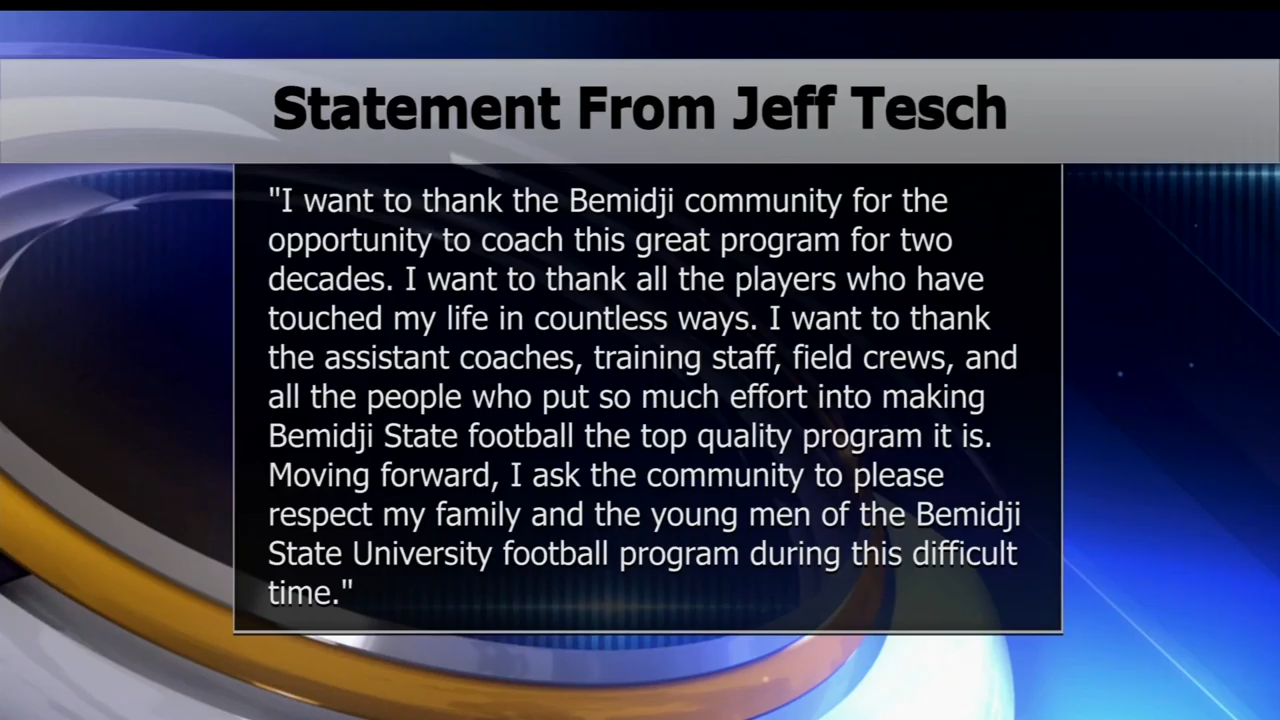 Statement From Jeff Tesch
"I want to thank the Bemidji community for the
opportunity to coach this great program for two
decades. I want to thank all the players who have
touched my life in countless ways. I want to thank
the assistant coaches, training staff, field crews, and
all the people who put so much effort into making
Bemidji State football the top quality program it is.
Moving forward, I ask the community to please
respect my family and the young men of the Bemidji
State University football program during this difficult
time."